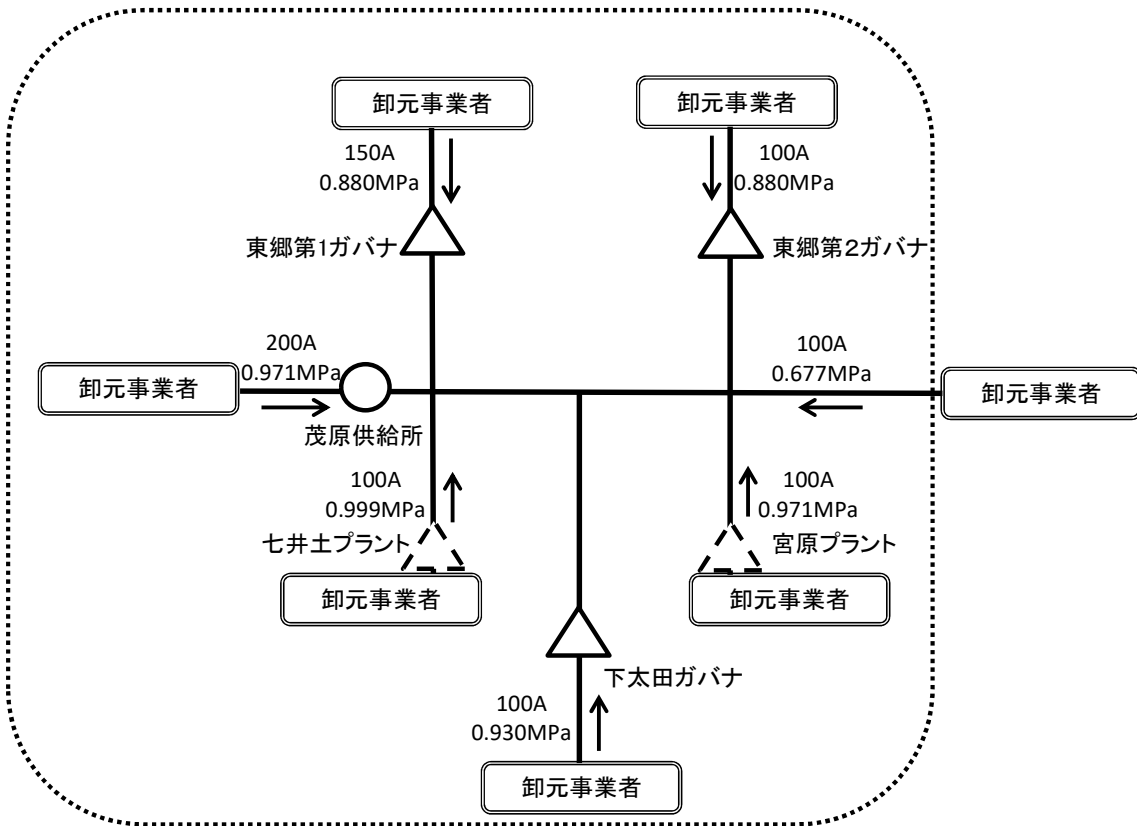 卸元事業者
卸元事業者
150A
0.880MPa
100A
0.880MPa
東郷第1ガバナ
東郷第2ガバナ
200A
0.971MPa
100A
0.677MPa
卸元事業者
卸元事業者
茂原供給所
100A
0.999MPa
100A
0.971MPa
七井土プラント
宮原プラント
卸元事業者
卸元事業者
下太田ガバナ
100A
0.930MPa
卸元事業者